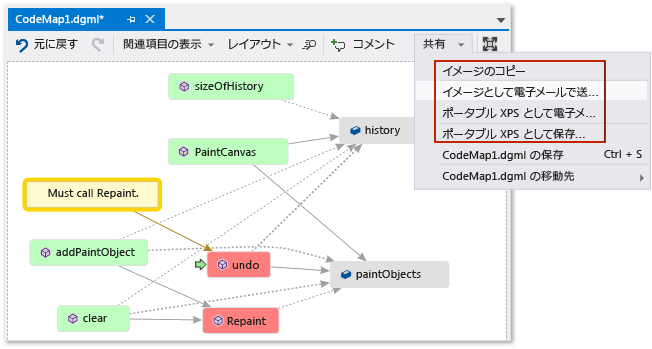 CodeMap1.dgml*
元に戻す 関連項目の表示 レイアウト コメント 共有
イメージのコピー
イメージとして電子メールで送...
ポータブル XPS として電子メ...
ポータブル XPS として保存...
CodeMap1.dgml の保存 Ctrl + S
CodeMap1.dgml の移動先
sizeOfHistory
history
PaintCanvas
Must call Repaint.
addPaintObject
undo
paintObjects
clear
Repaint